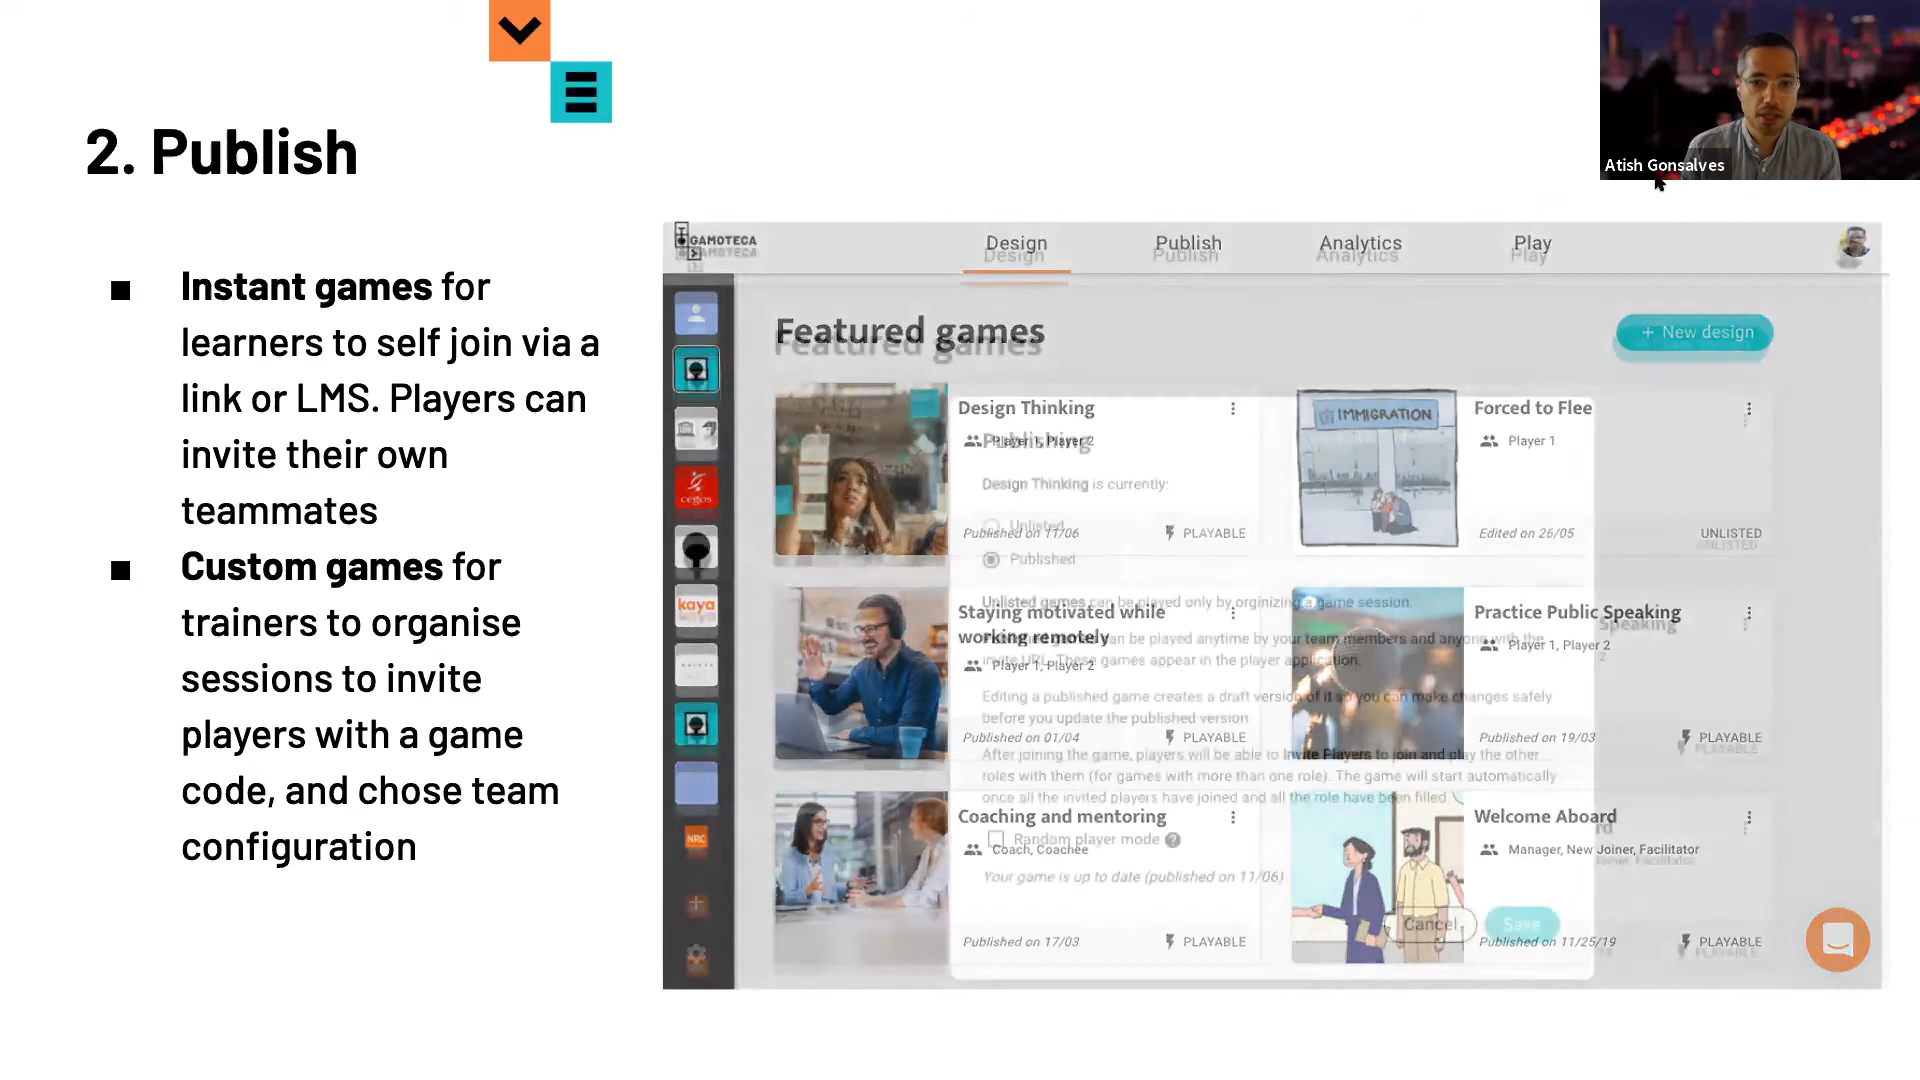 2. Publish
Instant games for
learners to self join via a
link or LMS. Players can
invite their own
teammates
Custom games for
trainers to organise
sessions to invite
players with a game
code, and chose team
configuration
Atish Gonsalves
GAMOTECA
Design
Publish
Analytics
Play
Featured games
+ New design
cegos
kaya
NRC
Design Thinking
Player 1, Player 2
Published on 11/06
PLAYABLE
IMMIGRATION
Forced to Flee
Player 1
Edited on 26/05
UNLISTED
Staying motivated while
working remotely
Player 1, Player 2
Published on 01/04
PLAYABLE
Practice Public Speaking
Player 1, Player 2
Published on 19/03
PLAYABLE
Coaching and mentoring
Coach, Coachee
Published on 17/03
PLAYABLE
Welcome Aboard
Manager, New Joiner, Facilitator
Published on 11/25/19
PLAYABLE
Publishing
Design Thinking is currently:
Unlisted
Published
Unlisted games can be played only by orginizing a game session.
can be played anytime by your team members and anyone with the
invite URL. These games appear in the player application.
Editing a published game creates a draft version of it so you can make changes safely
before you update the published version.
After joining the game, players will be able to Invite Players to join and play the other
roles with them (for games with more than one role). The game will start automatically
once all the invited players have joined and all the role have been filled.
Random player mode
Your game is up to date (published on 11/06)
Cancel
Save